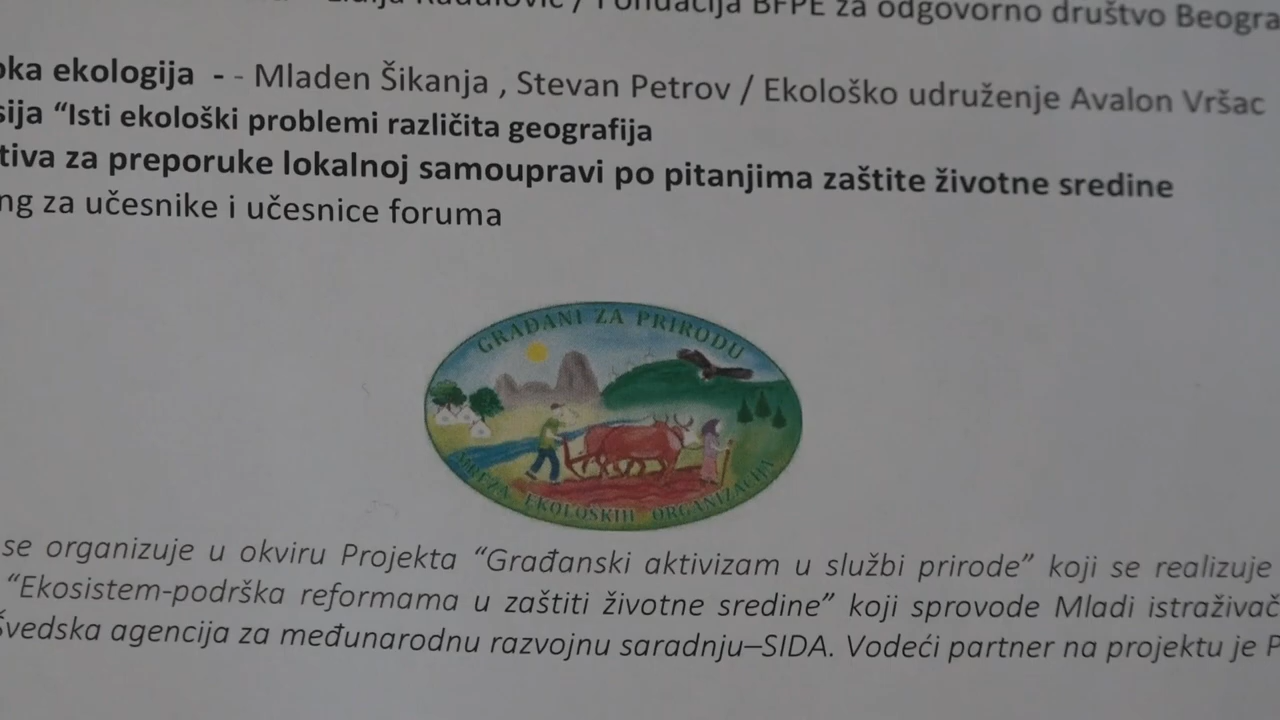 / Fondacija BFPE za odgovorno društvo Beogra
oka ekologija - - Mladen Šikanja , Stevan Petrov / Ekološko udruženje Avalon Vršac
sija “Isti ekološki problemi različita geografija
tiva za preporuke lokalnoj samoupravi po pitanjima zaštite životne sredine
ng za učesnike i učesnice foruma
GRAĐANI ZA PRIRODU
MREŽA EKOLOŠKIH ORGANIZACIJA
se organizuje u okviru Projekta “Građanski aktivizam u službi prirode” koji se realizuje
“Ekosistem-podrška reformama u zaštiti životne sredine” koji sprovode Mladi istraživač
Švedska agencija za međunarodnu razvojnu saradnju–SIDA. Vodeći partner na projektu je P